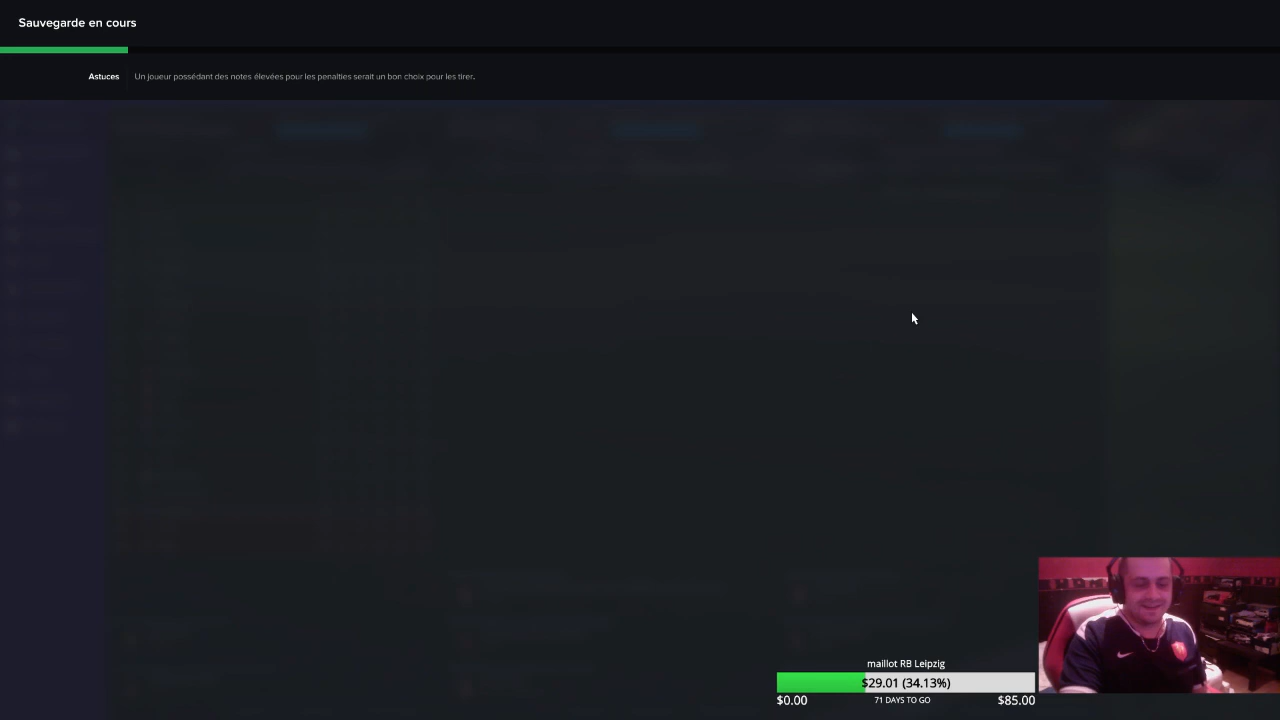 Sauvegarde en cours
Astuces
Un joueur possédant des notes élevées pour les penalties serait un bon choix pour les tirer.
maillot RB Leipzig
$29.01 (34.13%)
$0.00
71 DAYS TO GO
$85.00